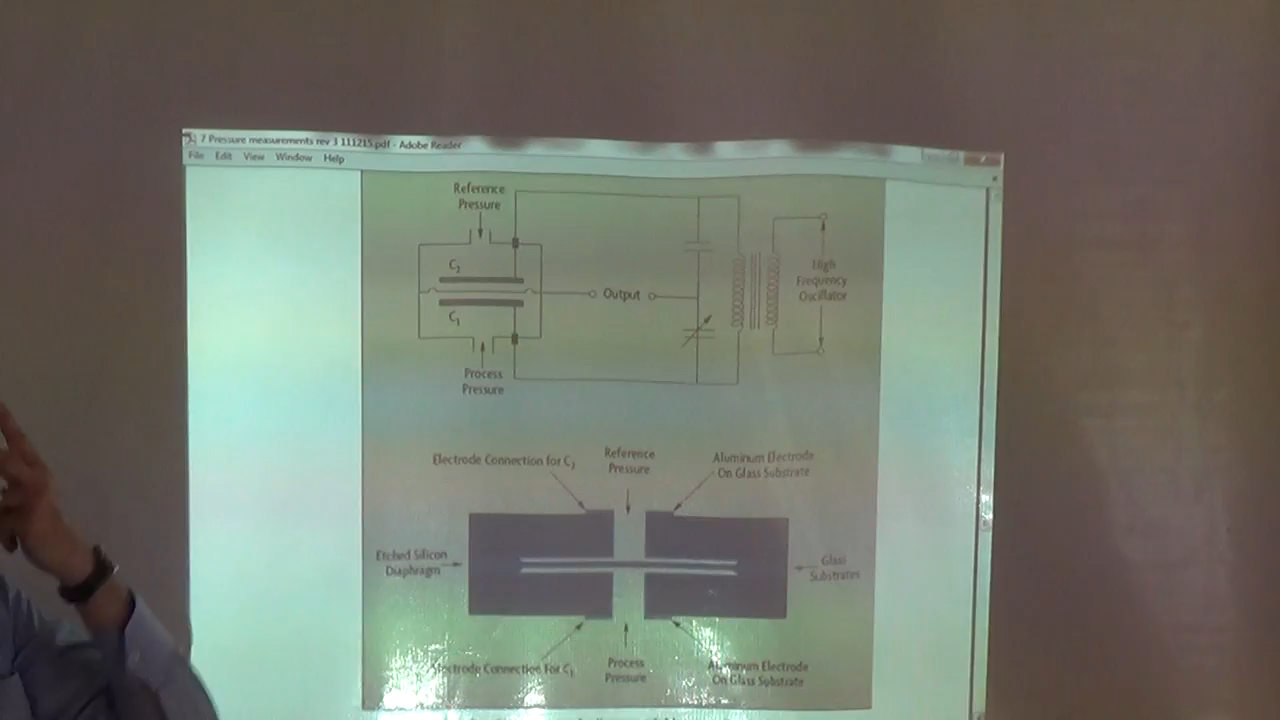 7 Pressure measurements rev 3 111215.pdf - Adobe Reader
File Edit View Window Help
Reference
Pressure
C2
C1
Output
High
Frequency
Oscillator
Process
Pressure
Electrode Connection for C2
Reference
Pressure
Aluminum Electrode
On Glass Substrate
Etched Silicon
Diaphragm
Glass
Substrates
Electrode Connection For C1
Process
Pressure
Aluminum Electrode
On Glass Substrate